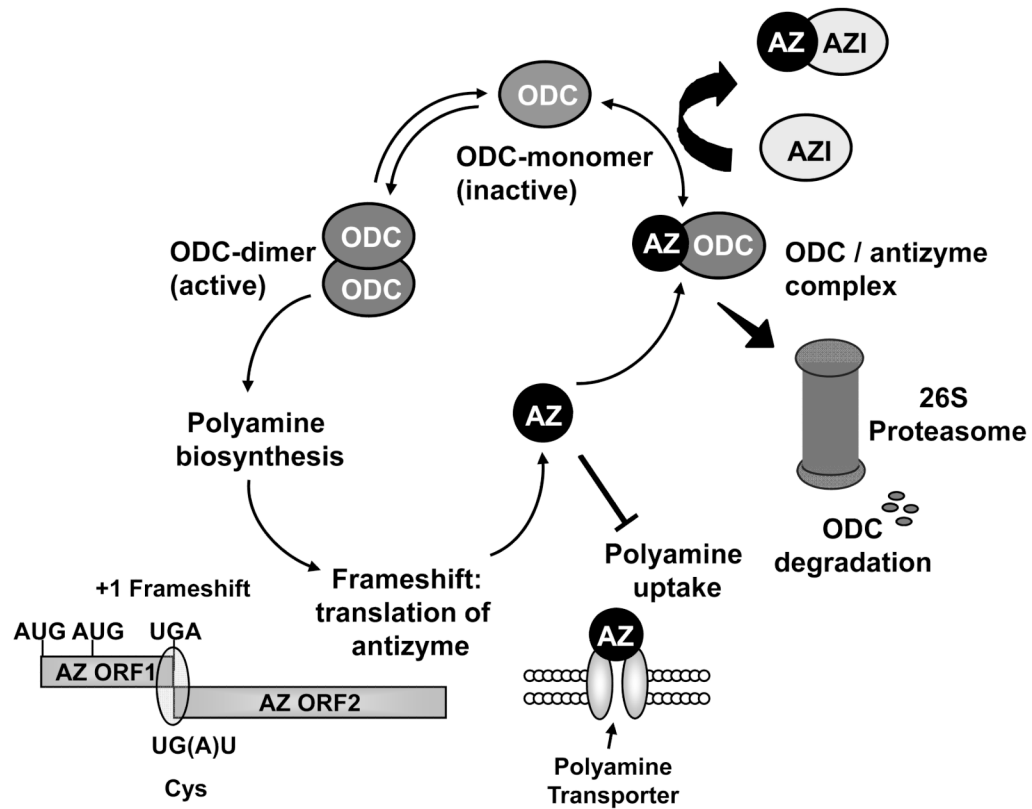 AZ AZI
ODC
AZI
ODC-monomer
(inactive)
ODC
ODC
ODC-dimer
(active)
AZ ODC
ODC / antizyme
complex
AZ
26S
Proteasome
Polyamine
biosynthesis
ODC
degradation
Polyamine
uptake
Frameshift:
translation of
antizyme
+1 Frameshift
AUG AUG UGA
AZ ORF1
AZ ORF2
UG(A)U
Cys
AZ
Polyamine
Transporter